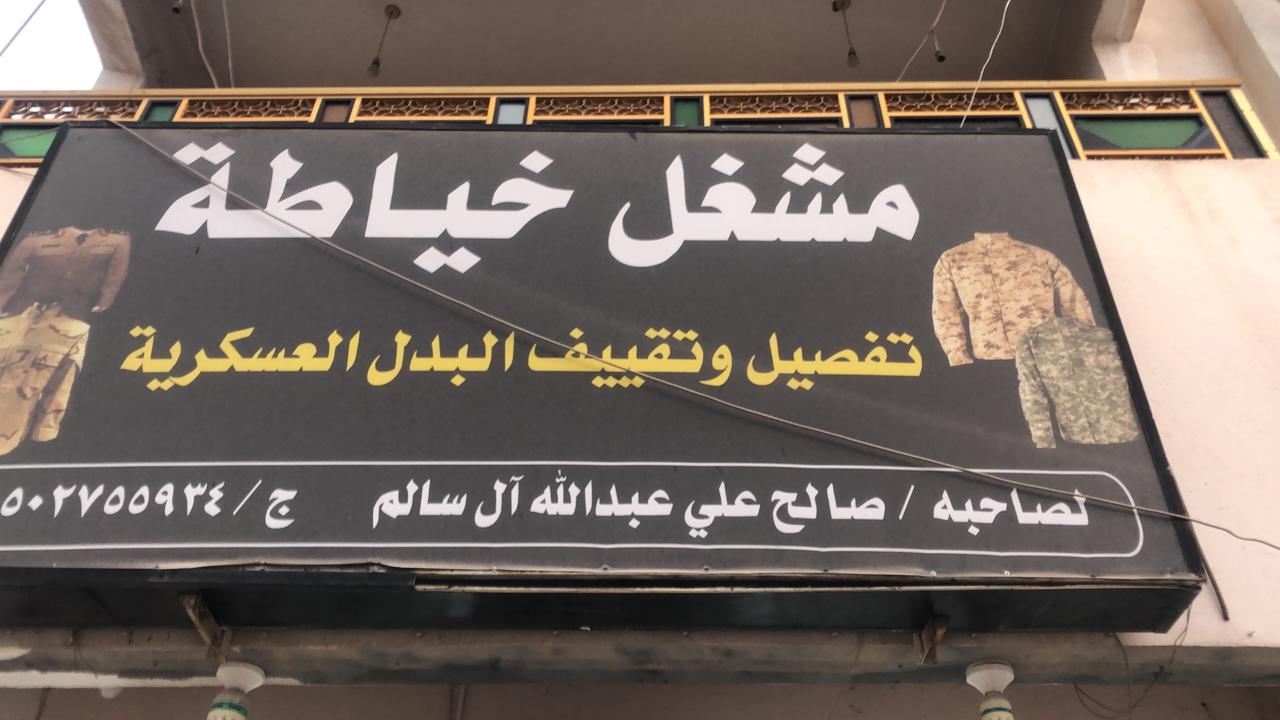 مشغل خياطة
تفصيل وتقييف البدل العسكرية
لصاحبه / صالح علي عبدالله آل سالم ج / ٥٠٢٧٥٥٩٣٤